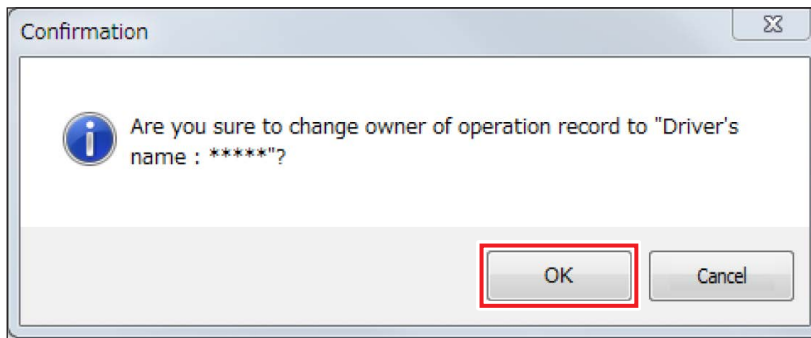 Confirmation
Are you sure to change owner of operation record to "Driver's
name : *****"?
OK
Cancel